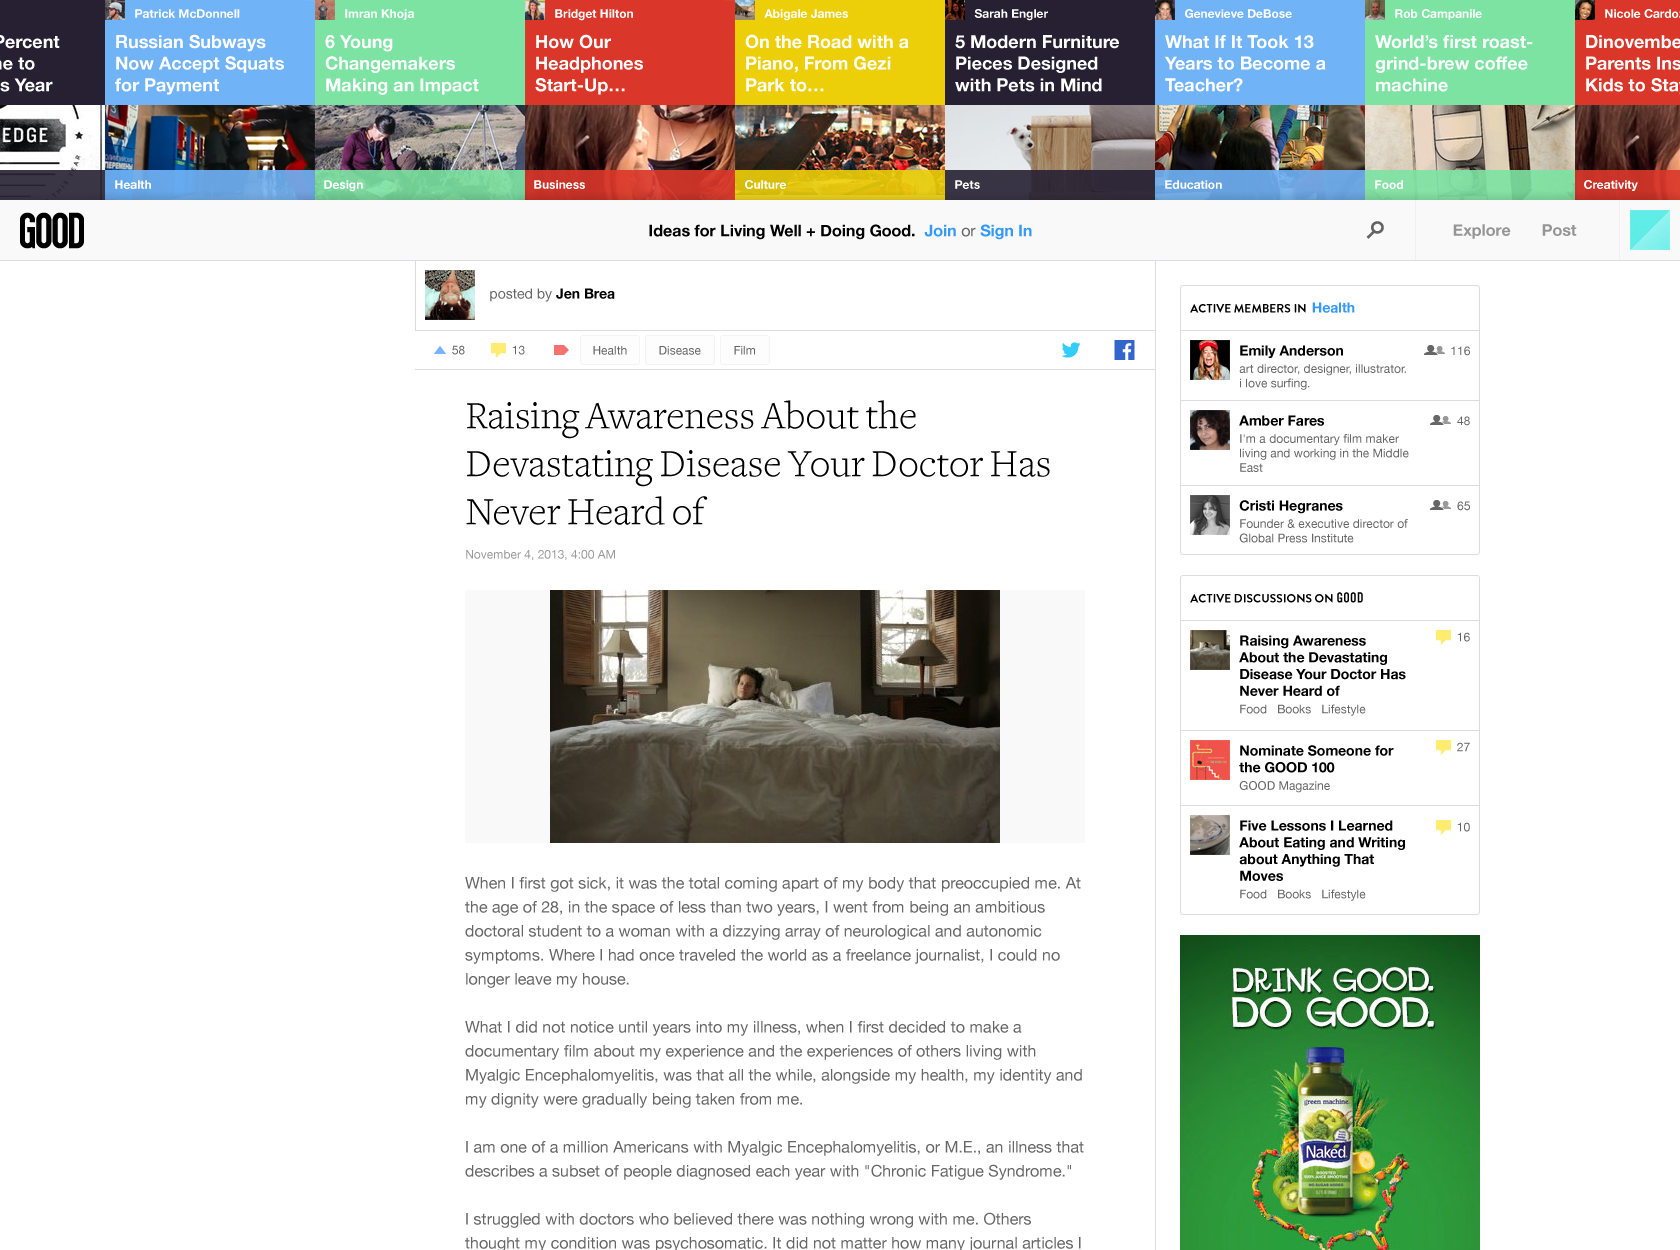 Percent
ne to
s Year
EDGE
Patrick McDonnell
Russian Subways
Now Accept Squats
for Payment
Health
Imran Khoja
6 Young
Changemakers
Making an Impact
Design
Bridget Hilton
How Our
Headphones
Start-Up...
Business
Abigale James
On the Road with a
Piano, From Gezi
Park to...
Culture
Sarah Engler
5 Modern Furniture
Pieces Designed
with Pets in Mind
Pets
Genevieve DeBose
What If It Took 13
Years to Become a
Teacher?
Education
Rob Campanile
World's first roast-
grind-brew coffee
machine
Food
Nicole Cardo
Dinovembe
Parents Ins
Kids to Sta
Creativity
GOOD
Ideas for Living Well + Doing Good. Join or Sign In
Explore Post
posted by Jen Brea
58 13 Health Disease Film
Raising Awareness About the
Devastating Disease Your Doctor Has
Never Heard of
November 4, 2013, 4:00 AM
When I first got sick, it was the total coming apart of my body that preoccupied me. At
the age of 28, in the space of less than two years, I went from being an ambitious
doctoral student to a woman with a dizzying array of neurological and autonomic
symptoms. Where I had once traveled the world as a freelance journalist, I could no
longer leave my house.
What I did not notice until years into my illness, when I first decided to make a
documentary film about my experience and the experiences of others living with
Myalgic Encephalomyelitis, was that all the while, alongside my health, my identity and
my dignity were gradually being taken from me.
I am one of a million Americans with Myalgic Encephalomyelitis, or M.E., an illness that
describes a subset of people diagnosed each year with "Chronic Fatigue Syndrome."
I struggled with doctors who believed there was nothing wrong with me. Others
thought my condition was psychosomatic. It did not matter how many journal articles I
ACTIVE MEMBERS IN Health
Emily Anderson 116
art director, designer, illustrator.
i love surfing.
Amber Fares 48
I'm a documentary film maker
living and working in the Middle
East
Cristi Hegranes 65
Founder & executive director of
Global Press Institute
ACTIVE DISCUSSIONS ON GOOD
Raising Awareness 16
About the Devastating
Disease Your Doctor Has
Never Heard of
Food Books Lifestyle
Nominate Someone for 27
the GOOD 100
GOOD Magazine
Five Lessons I Learned 10
About Eating and Writing
about Anything That
Moves
Food Books Lifestyle
DRINK GOOD.
DO GOOD.
green machine
Naked